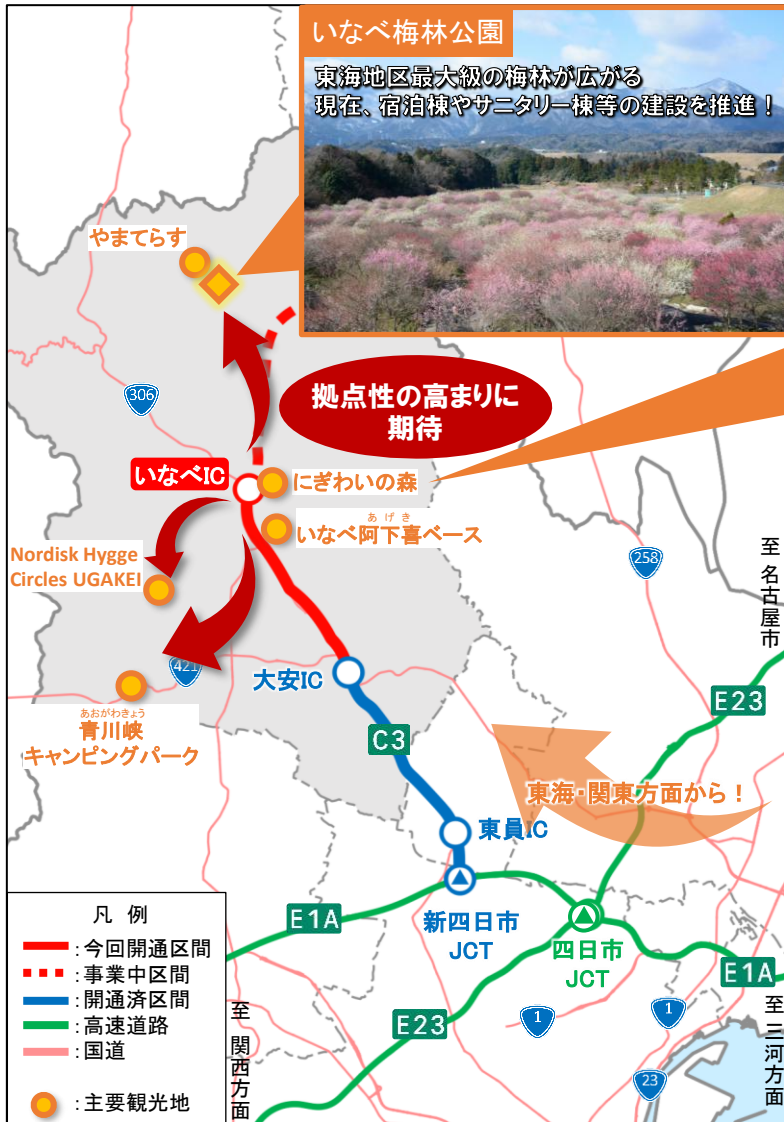 いなべ梅林公園
東海地区最大級の梅林が広がる
現在、宿泊棟やサニタリー棟等の建設を推進！
やまてらす
306
拠点性の高まりに
期待
いなべIC
にぎわいの森
あげき
いなべ阿下喜ベース
Nordisk Hygge
Circles UGAKEI
258
至 名古屋市
421
大安IC
あおがわきょう
青川峡
キャンピングパーク
E23
C3
東海・関東方面から！
東員IC
凡 例
：今回開通区間
：事業中区間
：開通済区間
：高速道路
：国道
：主要観光地
E1A
新四日市
JCT
四日市
JCT
E1A
E23
至 関西方面
1
1
23
至 三河方面